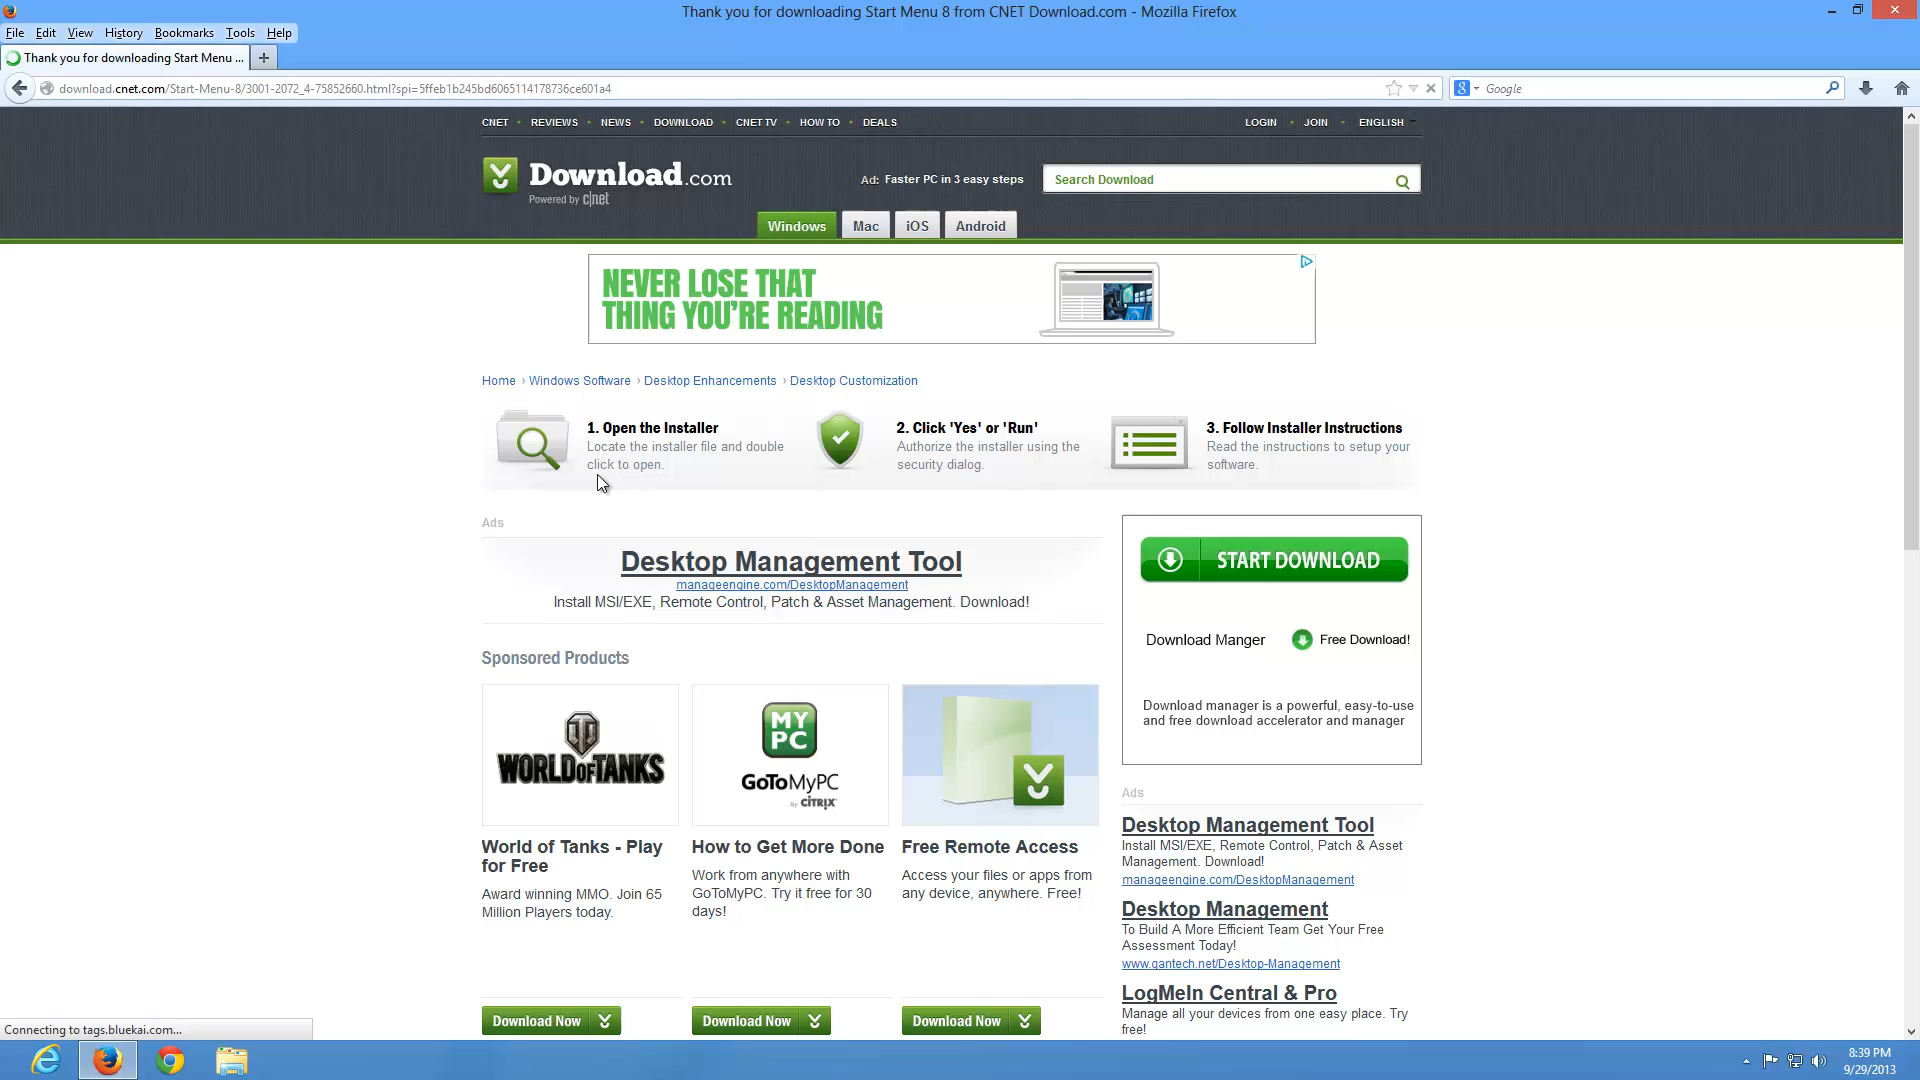 Thank you for downloading Start Menu 8 from CNET Download.com - Mozilla Firefox
File Edit View History Bookmarks Tools Help
Thank you for downloading Start Menu ... +
download.cnet.com/Start-Menu-8/3001-2072_4-75852660.html?spi=5ffeb1b245bd6065114178736ce601a4
8 Google
CNET REVIEWS NEWS DOWNLOAD CNET TV HOW TO DEALS
LOGIN JOIN ENGLISH
Download.com
Powered by c|net
Ad: Faster PC in 3 easy steps
Search Download
Windows Mac iOS Android
NEVER LOSE THAT
THING YOU'RE READING
Home › Windows Software › Desktop Enhancements › Desktop Customization
1. Open the Installer
Locate the installer file and double
click to open.
2. Click 'Yes' or 'Run'
Authorize the installer using the
security dialog.
3. Follow Installer Instructions
Read the instructions to setup your
software.
Ads
Desktop Management Tool
manageengine.com/DesktopManagement
Install MSI/EXE, Remote Control, Patch & Asset Management. Download!
START DOWNLOAD
Download Manger
Free Download!
Download manager is a powerful, easy-to-use
and free download accelerator and manager
Sponsored Products
WORLD OF TANKS
World of Tanks - Play
for Free
Award winning MMO. Join 65
Million Players today.
Download Now
MY
PC
GoToMyPC
by CITRIX
How to Get More Done
Work from anywhere with
GoToMyPC. Try it free for 30
days!
Download Now
Free Remote Access
Access your files or apps from
any device, anywhere. Free!
Download Now
Ads
Desktop Management Tool
Install MSI/EXE, Remote Control, Patch & Asset
Management. Download!
manageengine.com/DesktopManagement
Desktop Management
To Build A More Efficient Team Get Your Free
Assessment Today!
www.qantech.net/Desktop-Management
LogMeIn Central & Pro
Manage all your devices from one easy place. Try
free!
Connecting to tags.bluekai.com...
8:39 PM
9/29/2013